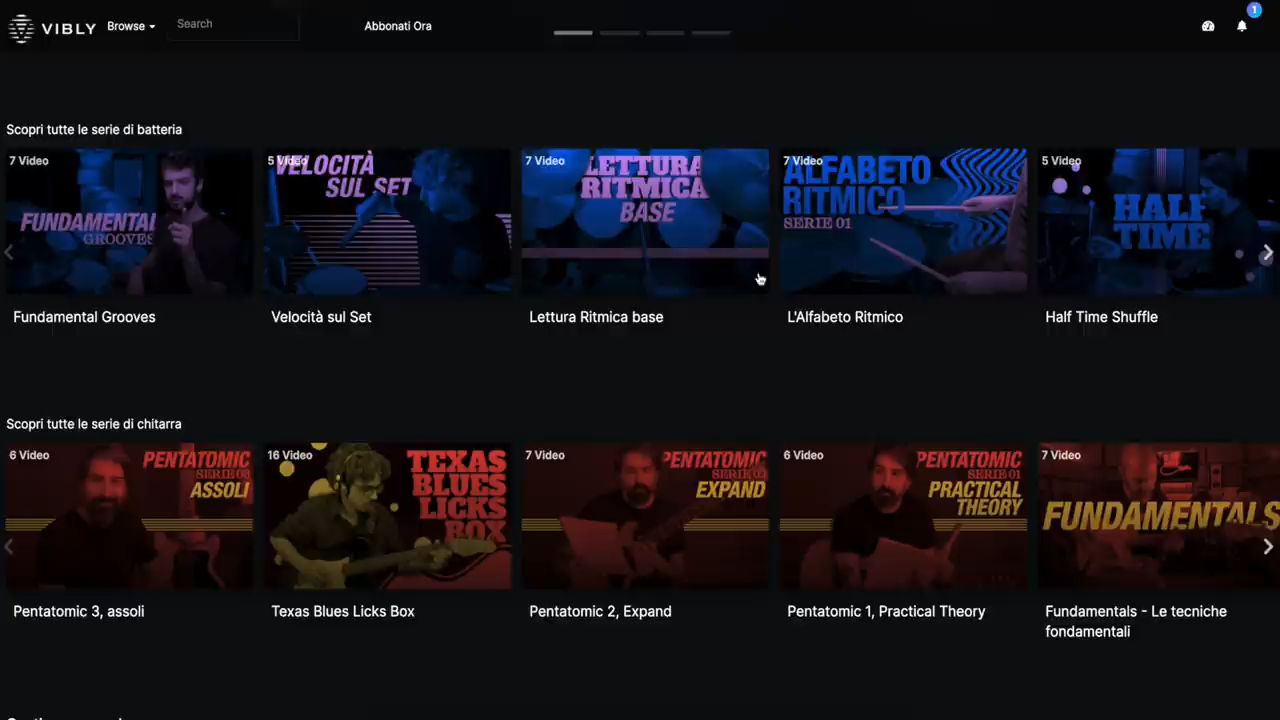 VIBLY
Browse
Search
Abbonati Ora
1
Scopri tutte le serie di batteria
7 Video
FUNDAMENTAL
GROOVES
5 Video
VELOCITÀ
SUL SET
7 Video
LETTURA
RITMICA
BASE
7 Video
ALFABETO
RITMICO
SERIE 01
5 Video
HALF
TIME
Fundamental Grooves
Velocità sul Set
Lettura Ritmica base
L'Alfabeto Ritmico
Half Time Shuffle
Scopri tutte le serie di chitarra
6 Video
PENTATOMIC
SERIE 03
ASSOLI
16 Video
TEXAS
BLUES
LICKS
BOX
7 Video
PENTATOMIC
SERIE 02
EXPAND
6 Video
PENTATOMIC
SERIE 01
PRACTICAL
THEORY
7 Video
FUNDAMENTALS
Pentatomic 3, assoli
Texas Blues Licks Box
Pentatomic 2, Expand
Pentatomic 1, Practical Theory
Fundamentals - Le tecniche
fondamentali